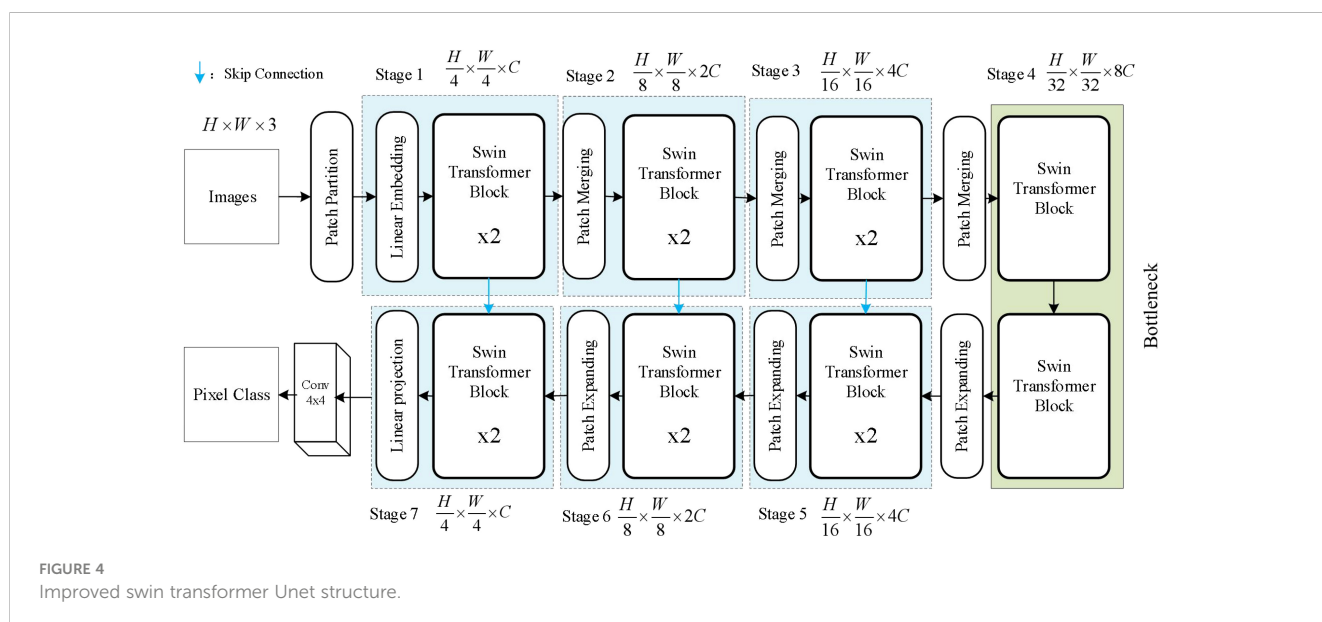 : Skip Connection
Stage 1 H/4 × W/4 × C
Stage 2 H/8 × W/8 × 2C
Stage 3 H/16 × W/16 × 4C
Stage 4 H/32 × W/32 × 8C
H × W × 3
Images
Patch Partition
Linear Embedding
Swin
Transformer
Block
x2
Patch Merging
Swin
Transformer
Block
x2
Patch Merging
Swin
Transformer
Block
x2
Patch Merging
Swin
Transformer
Block
Bottleneck
Pixel Class
Conv
4x4
Linear projection
Swin
Transformer
Block
x2
Patch Expanding
Swin
Transformer
Block
x2
Patch Expanding
Swin
Transformer
Block
x2
Patch Expanding
Swin
Transformer
Block
Stage 7 H/4 × W/4 × C
Stage 6 H/8 × W/8 × 2C
Stage 5 H/16 × W/16 × 4C
FIGURE 4
Improved swin transformer Unet structure.